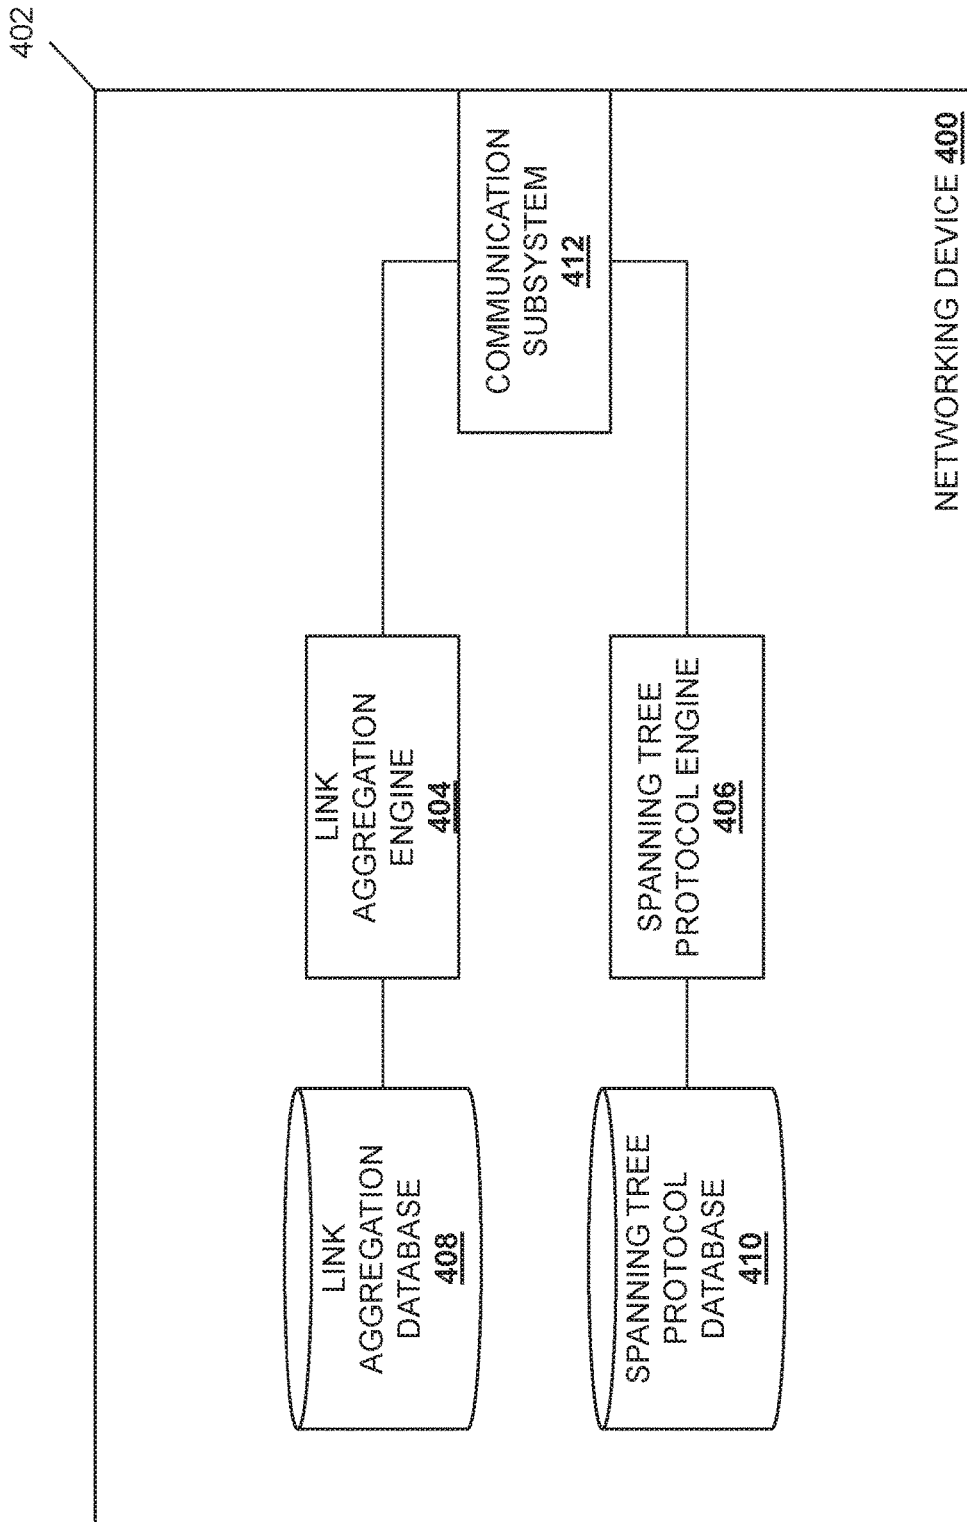 402
LINK
AGGREGATION
DATABASE
408
LINK
AGGREGATION
ENGINE
404
COMMUNICATION
SUBSYSTEM
412
SPANNING TREE
PROTOCOL
DATABASE
410
SPANNING TREE
PROTOCOL ENGINE
406
NETWORKING DEVICE 400